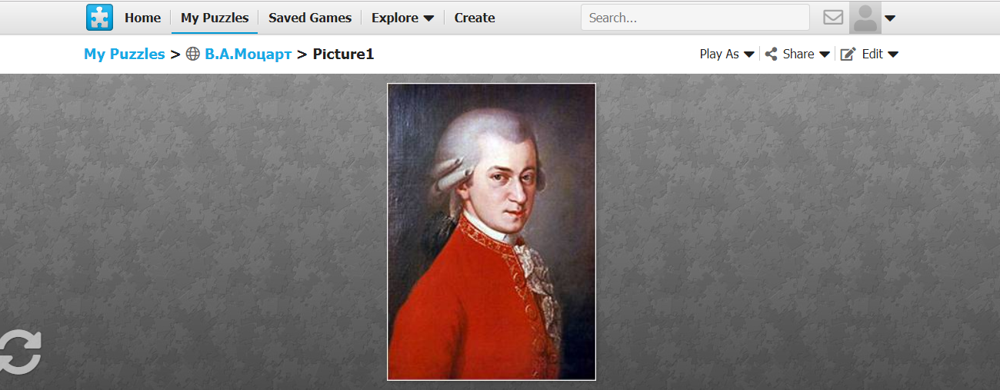 Home My Puzzles Saved Games Explore Create Search...
My Puzzles > В.А.Моцарт > Picture1 Play As Share Edit